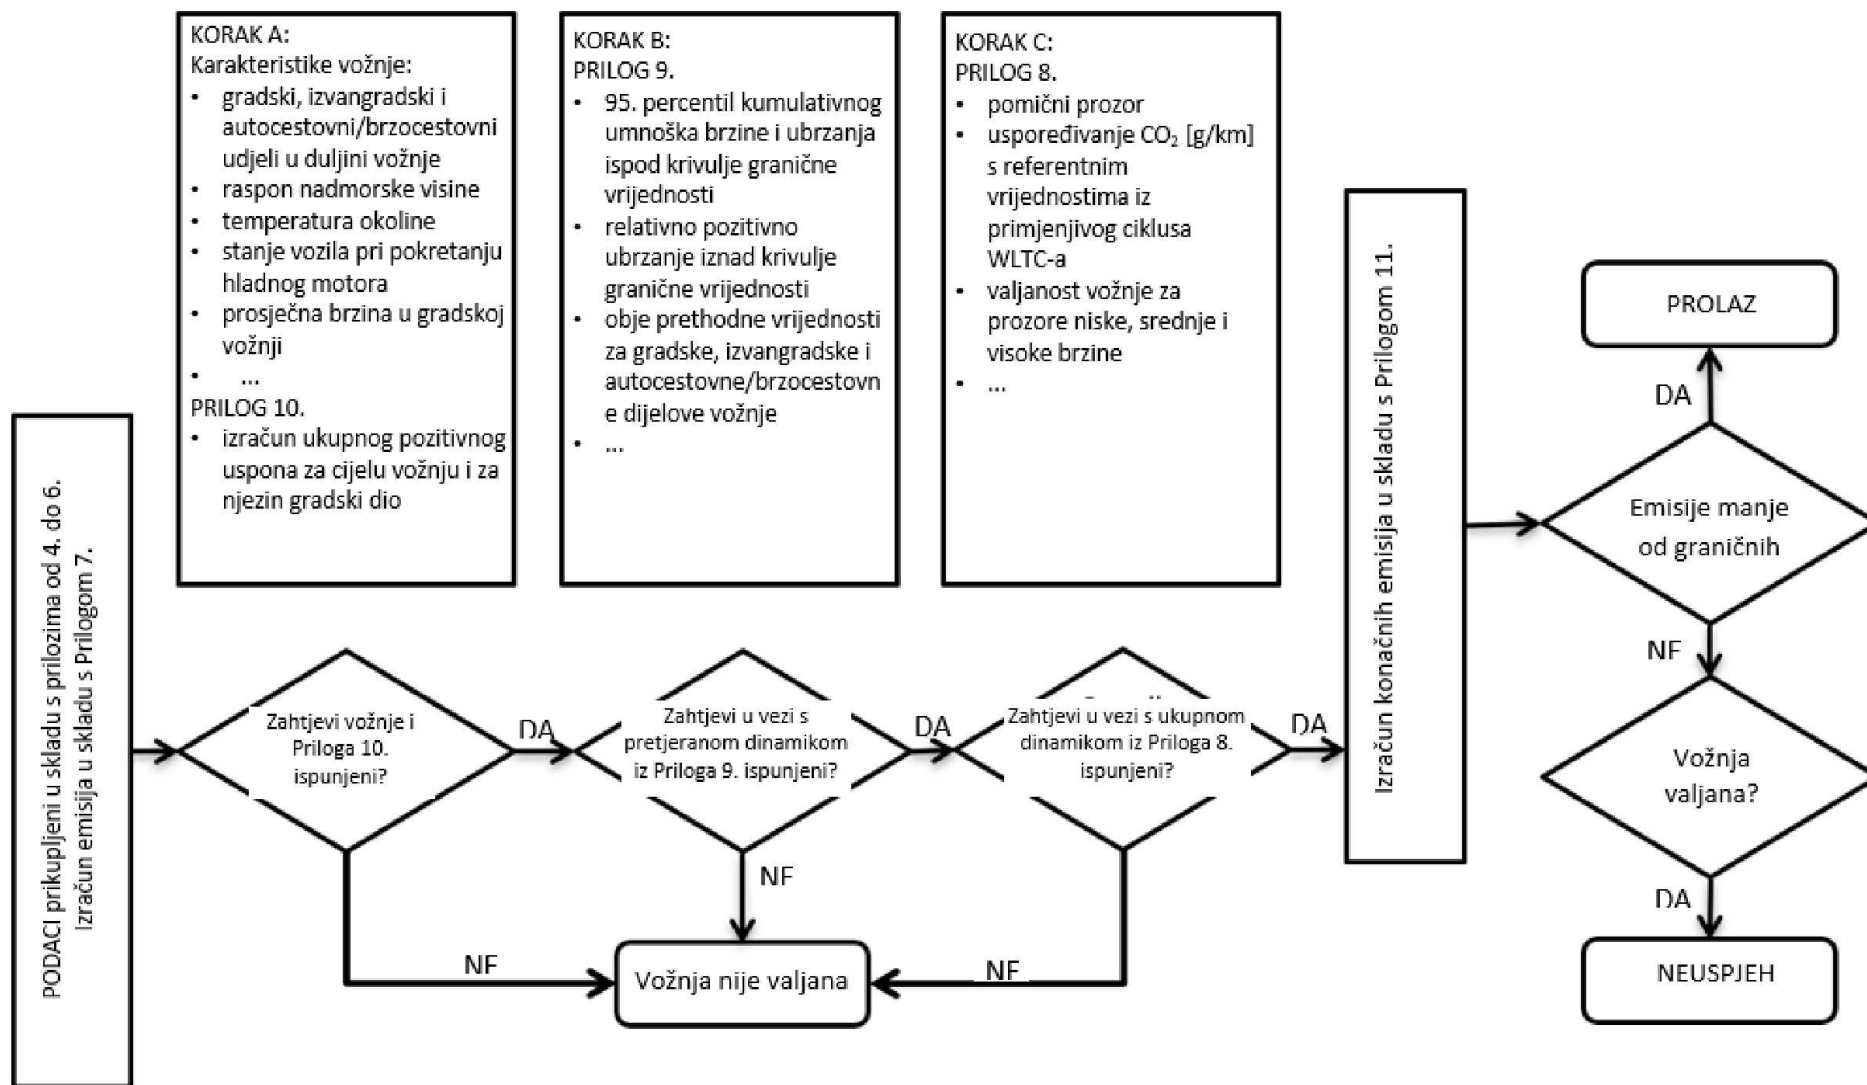 KORAK A:
Karakteristike vožnje:
• gradski, izvangradski i
autocestovni/brzocestovni
udjeli u duljini vožnje
• raspon nadmorske visine
• temperatura okoline
• stanje vozila pri pokretanju
hladnog motora
• prosječna brzina u gradskoj
vožnji
• ...
PRILOG 10.
• izračun ukupnog pozitivnog
uspona za cijelu vožnju i za
njezin gradski dio
KORAK B:
PRILOG 9.
• 95. percentil kumulativnog
umnoška brzine i ubrzanja
ispod krivulje granične
vrijednosti
• relativno pozitivno
ubrzanje iznad krivulje
granične vrijednosti
• obje prethodne vrijednosti
za gradske, izvangradske i
autocestovne/brzocestovn
e dijelove vožnje
• ...
KORAK C:
PRILOG 8.
• pomični prozor
• uspoređivanje CO₂ [g/km]
s referentnim
vrijednostima iz
primjenjivog ciklusa
WLTC-a
• valjanost vožnje za
prozore niske, srednje i
visoke brzine
• ...
PODACI prikupljeni u skladu s prilozima od 4. do 6.
Izračun emisija u skladu s Prilogom 7.
Zahtjevi vožnje i
Priloga 10.
ispunjeni?
DA
Zahtjevi u vezi s
pretjeranom dinamikom
iz Priloga 9. ispunjeni?
DA
Zahtjevi u vezi s ukupnom
dinamikom iz Priloga 8.
ispunjeni?
DA
NF
NF
NF
Vožnja nije valjana
Izračun konačnih emisija u skladu s Prilogom 11.
PROLAZ
DA
Emisije manje
od graničnih
NF
Vožnja
valjana?
DA
NEUSPJEH